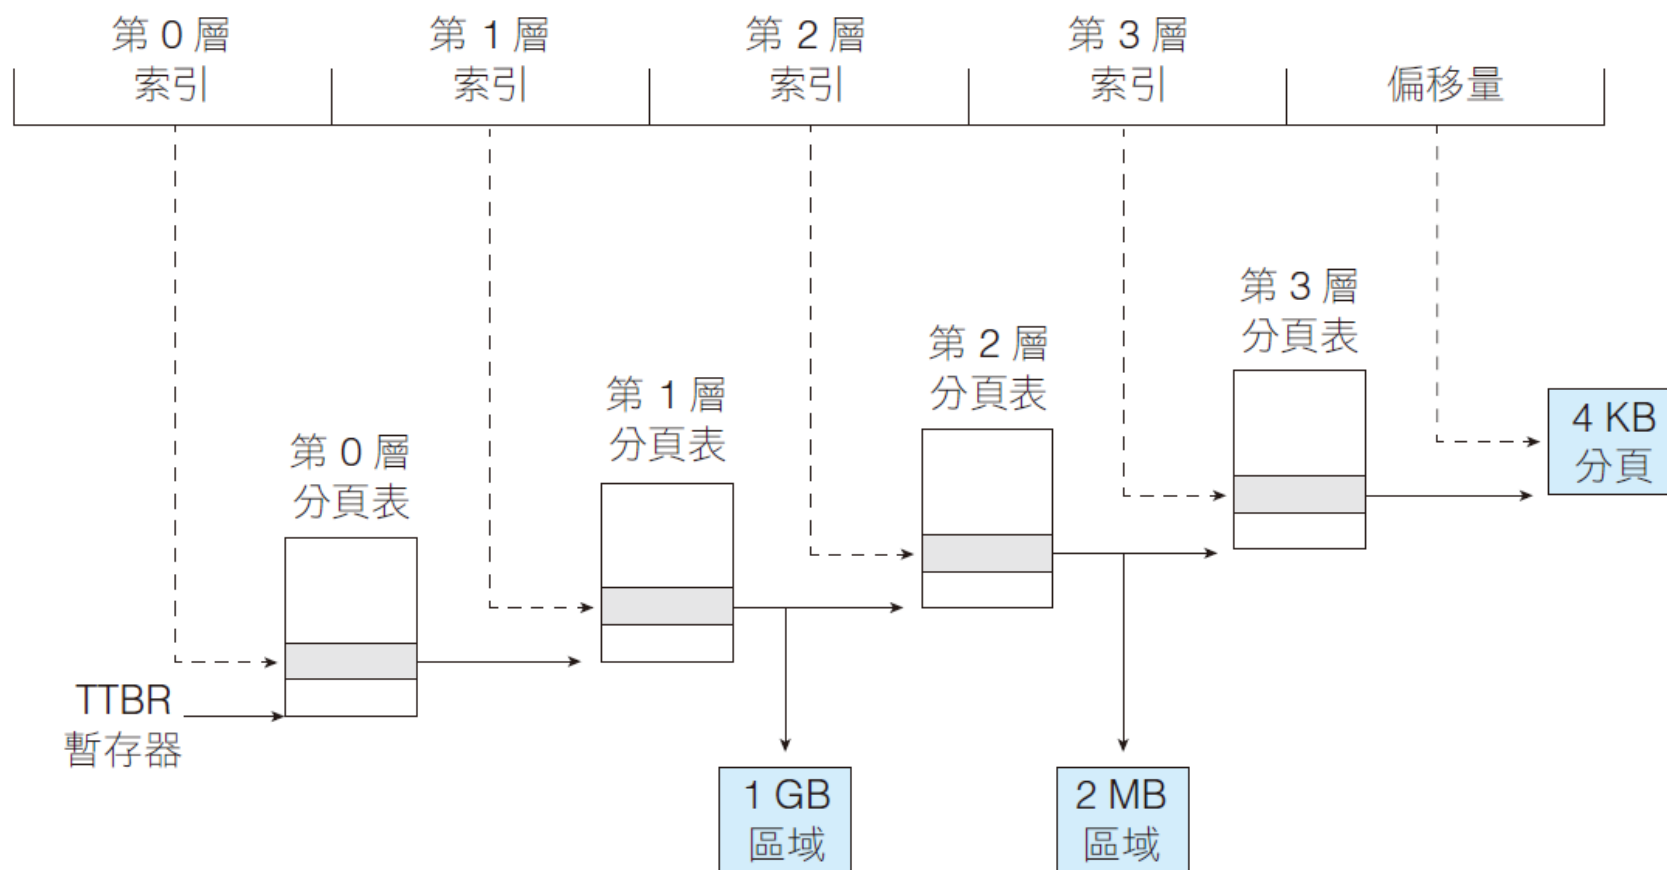 第 0 層
索引
第 1 層
索引
第 2 層
索引
第 3 層
索引
偏移量
第 3 層
分頁表
第 2 層
分頁表
第 1 層
分頁表
4 KB
分頁
第 0 層
分頁表
TTBR
暫存器
1 GB
區域
2 MB
區域